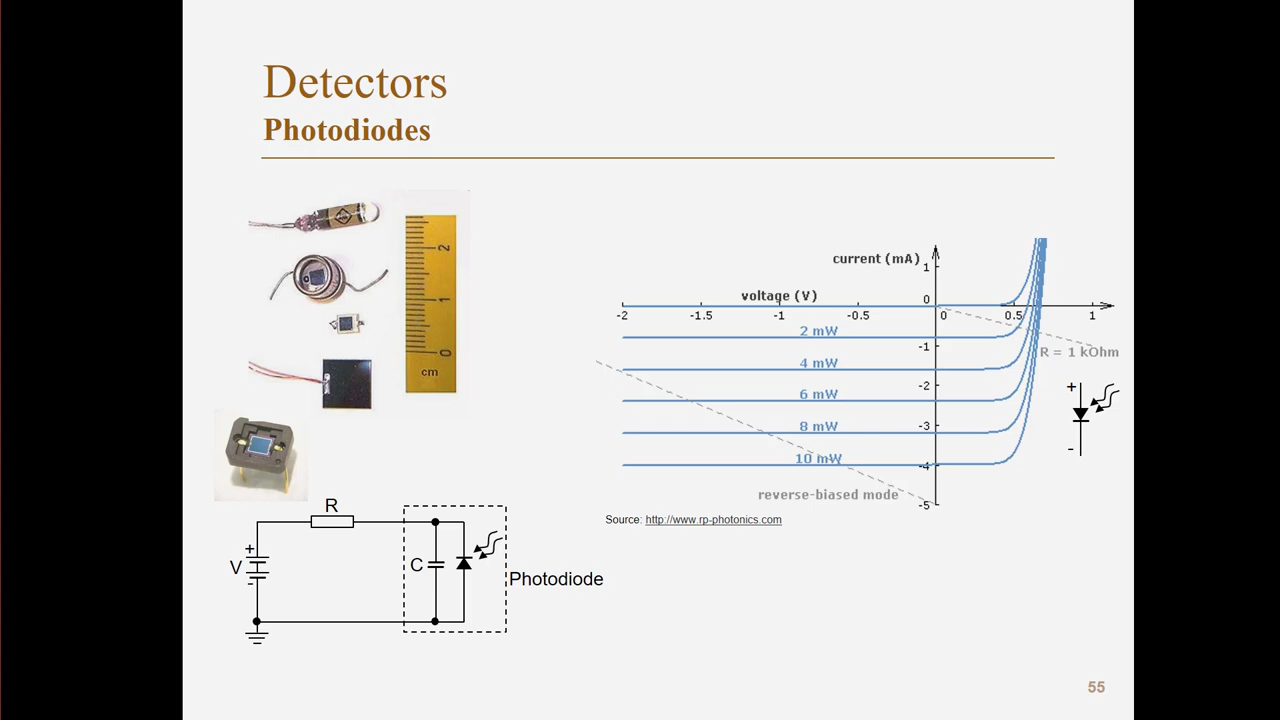 Detectors
Photodiodes
2
1
0
cm
current (mA)
1
voltage (V)
0
-2
-1.5
-1
-0.5
0
0.5
1
2 mW
-1
R = 1 kOhm
4 mW
-2
6 mW
+
8 mW
-3
10 mW
-4
-
reverse-biased mode
-5
Source: http://www.rp-photonics.com
R
+
V
-
C
Photodiode
55